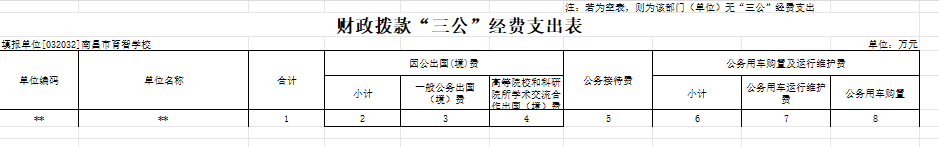 注：若为空表，则为该部门（单位）无“三公”经费支出
财政拨款“三公”经费支出表
填报单位[032032]南昌市育智学校 单位：万元
单位编码 单位名称 合计 因公出国(境)费 公务接待费 公务用车购置及运行维护费
小计 一般公务出国（境）费 高等院校和科研院所学术交流合作出国（境）费 小计 公务用车运行维护费 公务用车购置
** ** 1 2 3 4 5 6 7 8